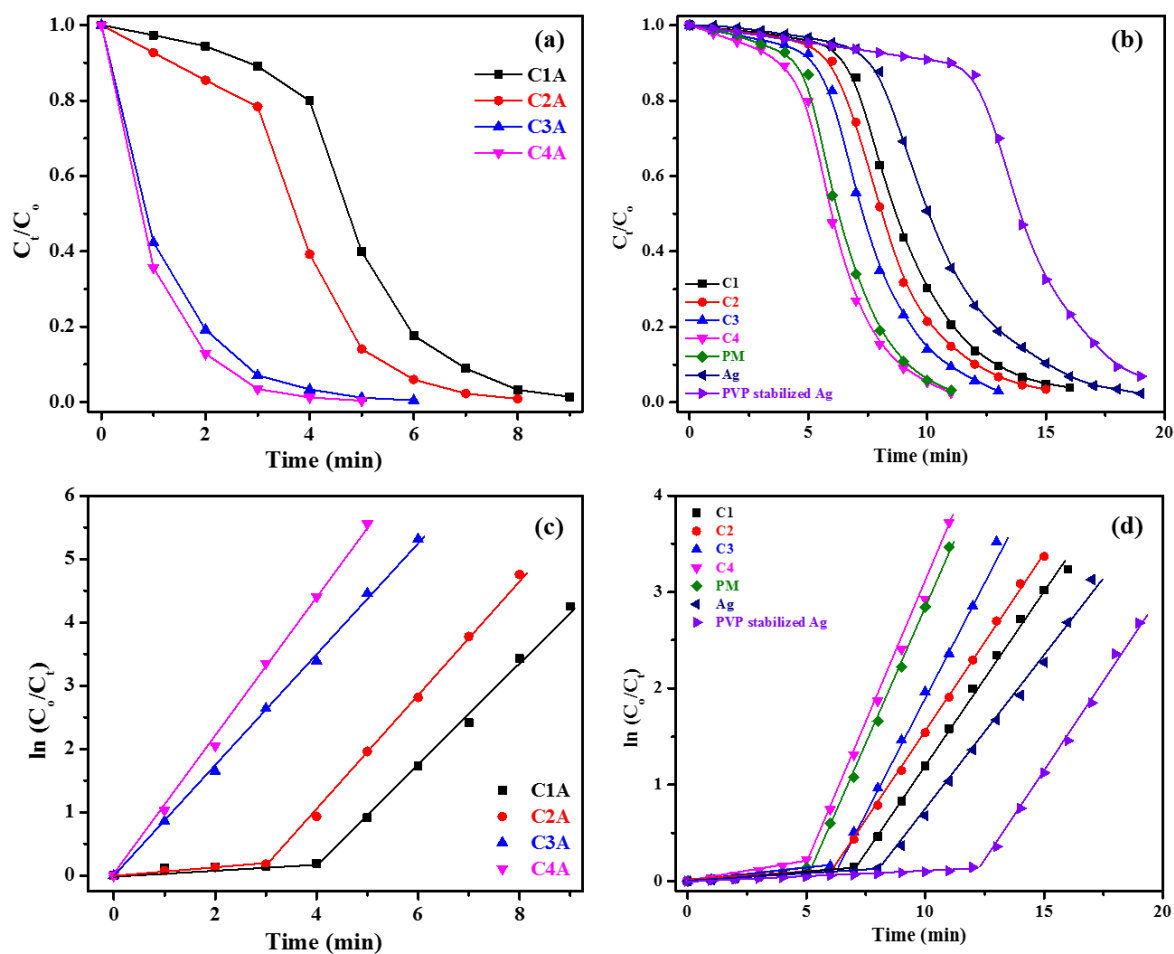 (a)
1.0
0.8
0.6
0.4
0.2
0.0
Ct/Co
0 2 4 6 8
Time (min)
C1A
C2A
C3A
C4A
(b)
1.0
0.8
0.6
0.4
0.2
0.0
Ct/Co
0 5 10 15 20
Time (min)
C1
C2
C3
C4
PM
Ag
PVP stabilized Ag
(c)
6
5
4
3
2
1
0
ln (Co/Ct)
0 2 4 6 8
Time (min)
C1A
C2A
C3A
C4A
(d)
4
2
0
ln (Co/Ct)
0 5 10 15 20
Time (min)
C1
C2
C3
C4
PM
Ag
PVP stabilized Ag